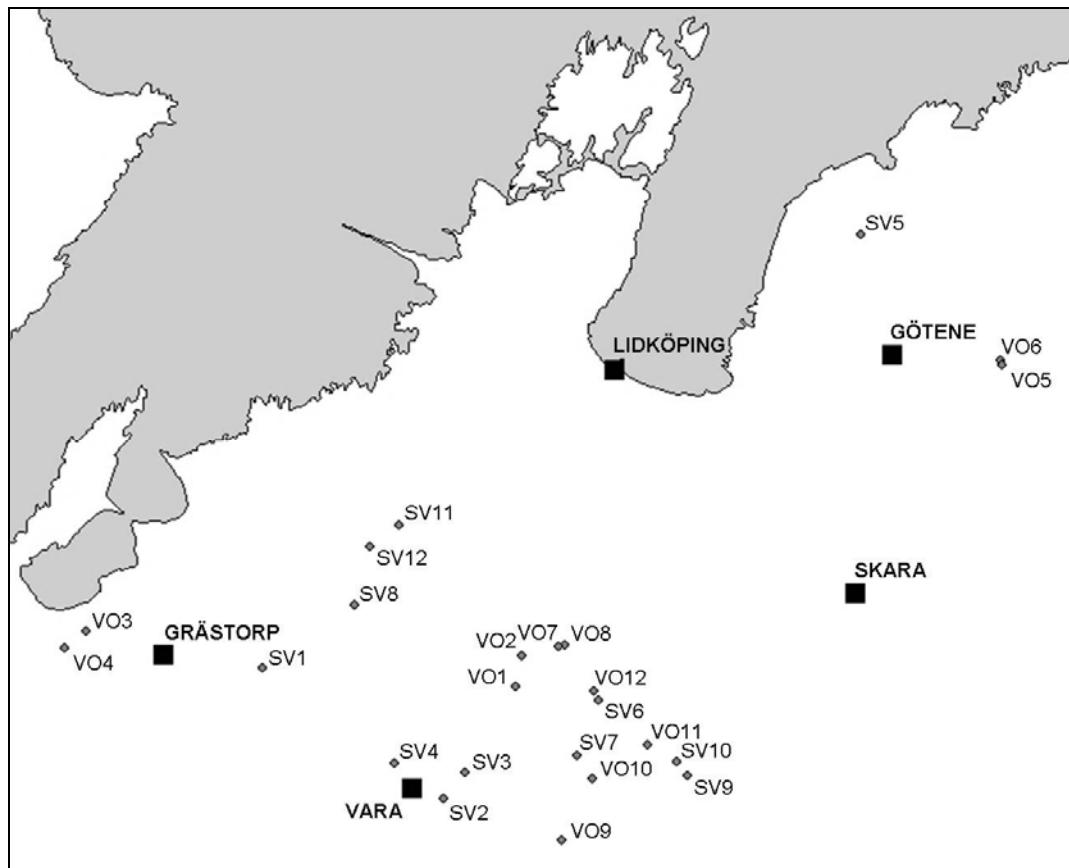 SV5
GÖTENE
LIDKÖPING
VO6
VO5
SV11
SV12
SKARA
SV8
VO3
GRÄSTORP
VO4
SV1
VO2
VO7
VO8
VO1
VO12
SV6
VO11
SV7
SV10
SV4
SV3
VO10
SV9
VARA
SV2
VO9